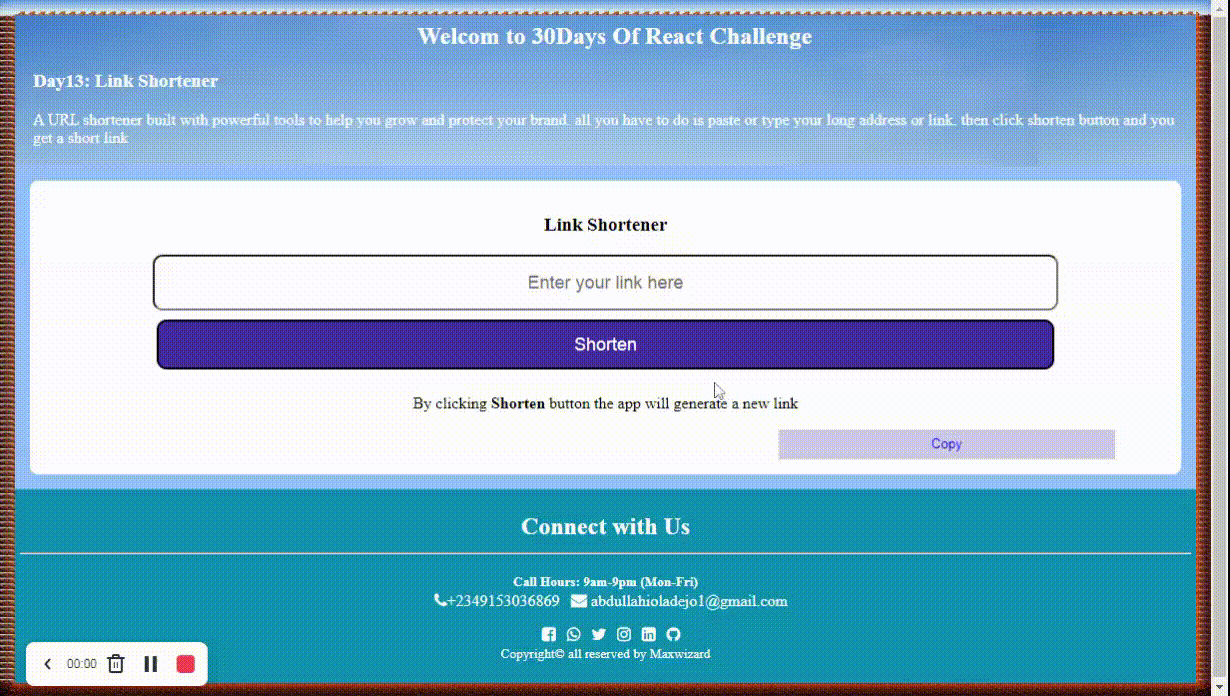 Welcom to 30Days Of React Challenge
Day13: Link Shortener
A URL shortener built with powerful tools to help you grow and protect your brand. all you have to do is paste or type your long address or link. then click shorten button and you
get a short link
Link Shortener
Enter your link here
Shorten
By clicking Shorten button the app will generate a new link
Copy
Connect with Us
Call Hours: 9am-9pm (Mon-Fri)
+2349153036869 abdullahioladejo1@gmail.com
Copyright© all reserved by Maxwizard
00:00